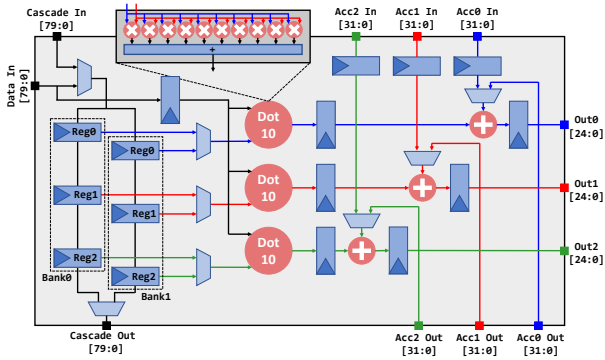 Cascade In
[79:0]
Acc2 In
[31:0]
Acc1 In
[31:0]
Acc0 In
[31:0]
+
Data In
[79:0]
Reg0
Reg0
Dot
10
Out0
[24:0]
Reg1
Reg1
Dot
10
Out1
[24:0]
Reg2
Reg2
Dot
10
Out2
[24:0]
Bank0
Bank1
Cascade Out
[79:0]
Acc2 Out
[31:0]
Acc1 Out
[31:0]
Acc0 Out
[31:0]